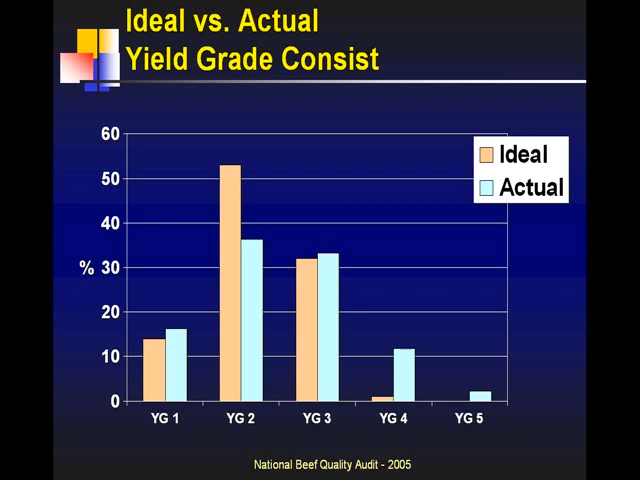 Ideal vs. Actual
Yield Grade Consist
60
50
40
% 30
20
10
0
Ideal
Actual
YG 1 YG 2 YG 3 YG 4 YG 5
National Beef Quality Audit - 2005